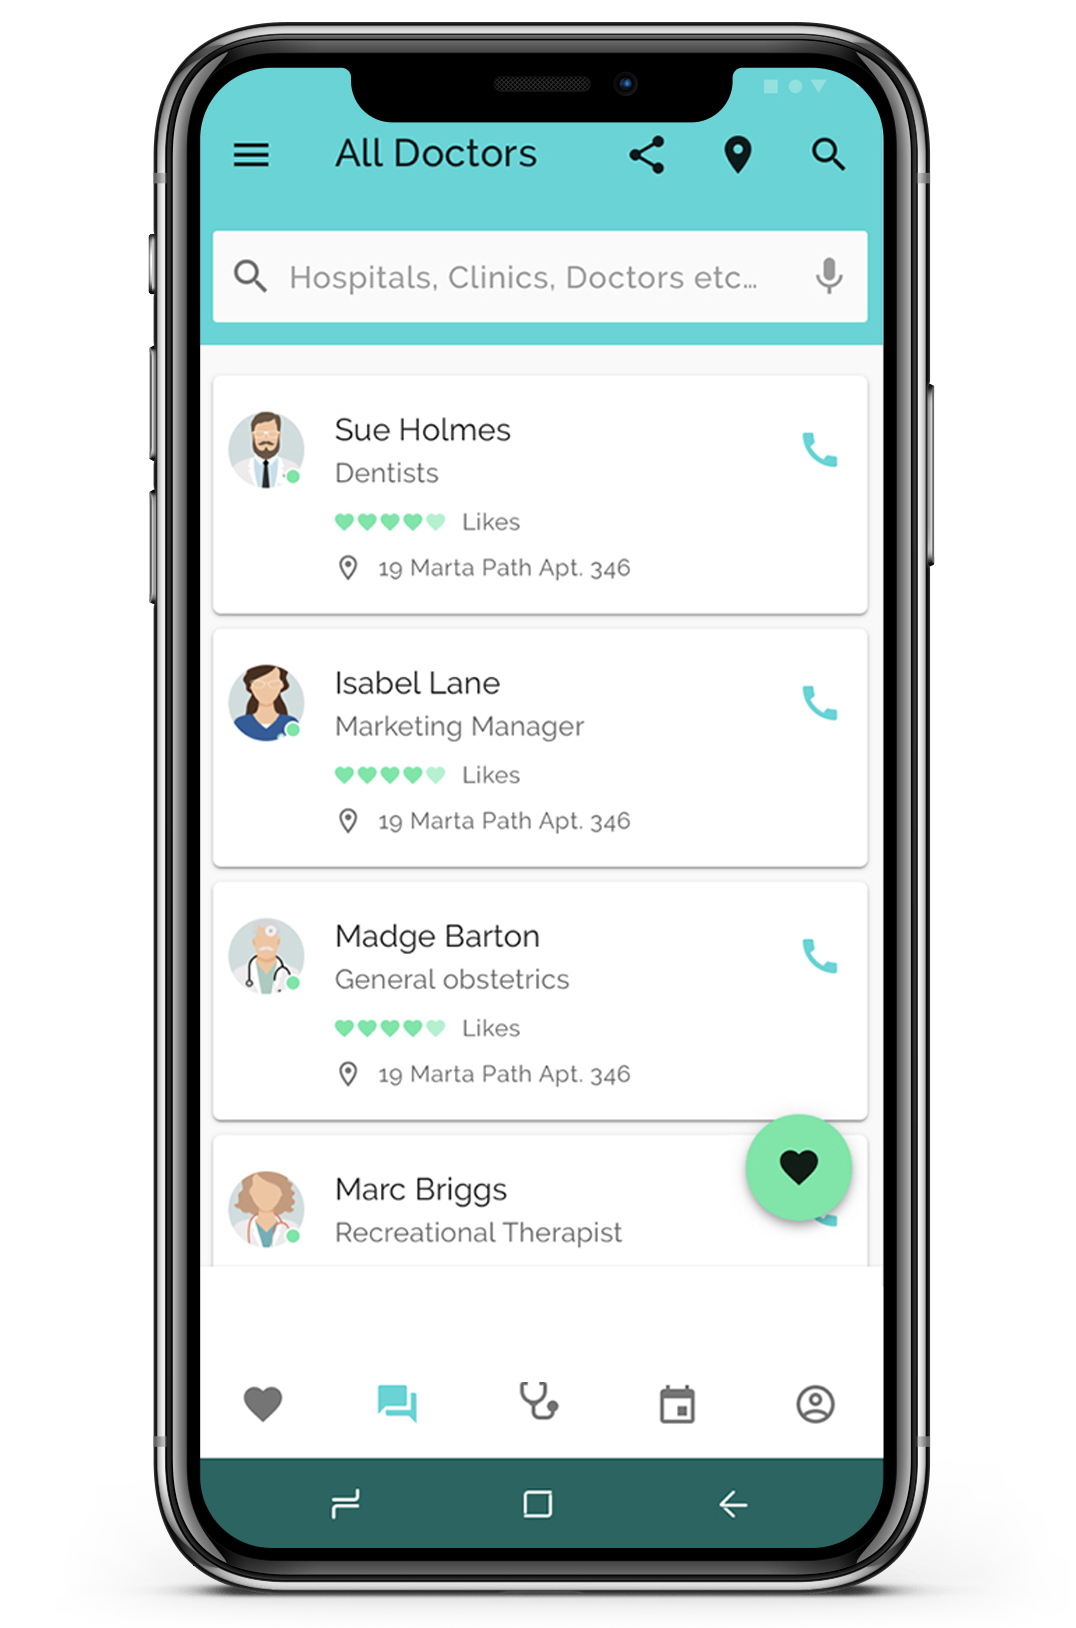 All Doctors
Hospitals, Clinics, Doctors etc...
Sue Holmes
Dentists
Likes
19 Marta Path Apt. 346
Isabel Lane
Marketing Manager
Likes
19 Marta Path Apt. 346
Madge Barton
General obstetrics
Likes
19 Marta Path Apt. 346
Marc Briggs
Recreational Therapist